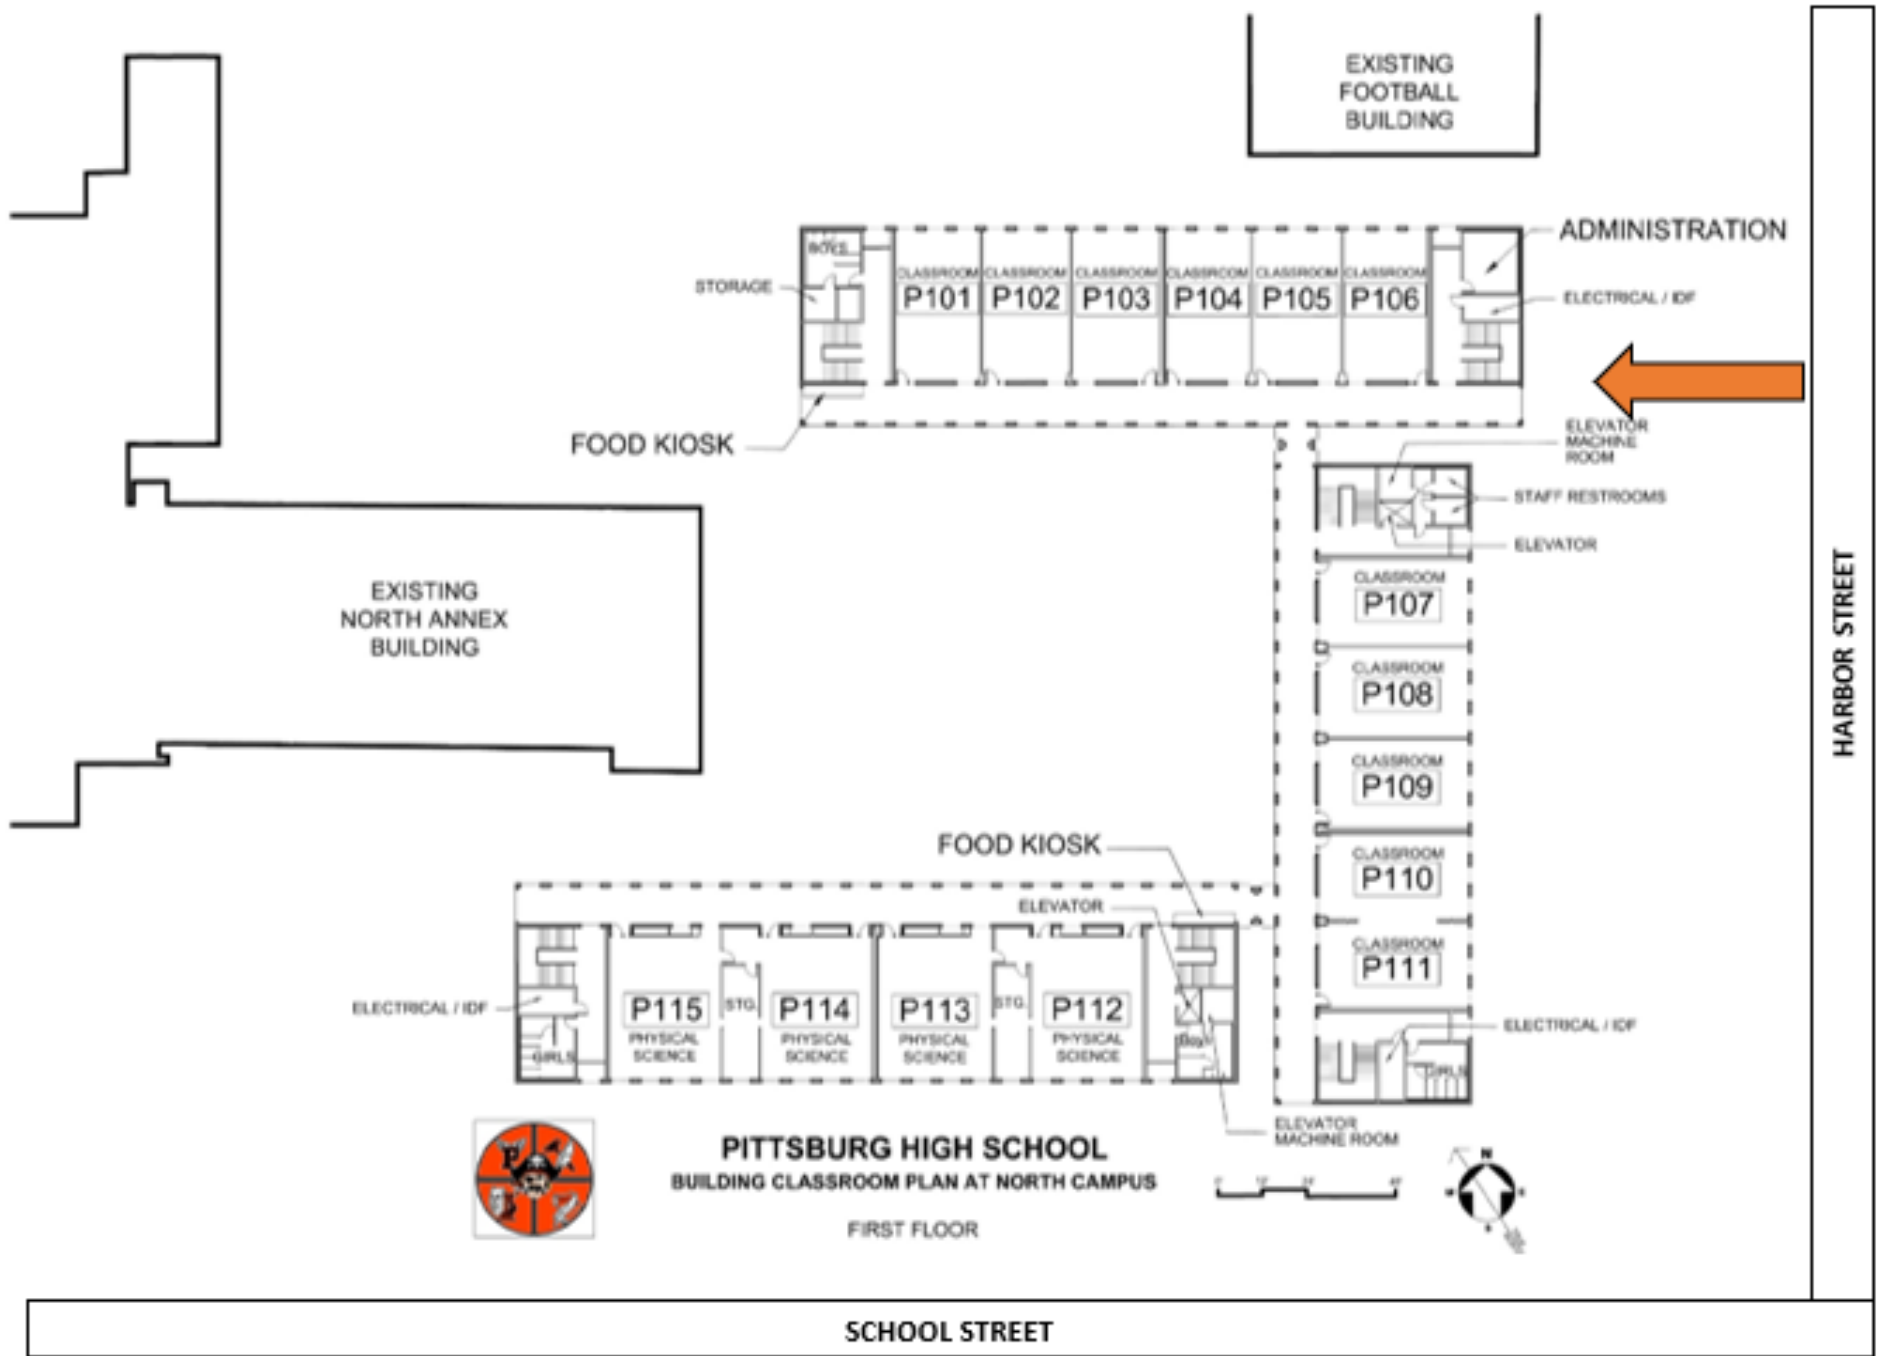 EXISTING
FOOTBALL
BUILDING
ADMINISTRATION
BOYS
STORAGE
ELECTRICAL / IDF
CLASSROOM
P101
CLASSROOM
P102
CLASSROOM
P103
CLASSROOM
P104
CLASSROOM
P105
CLASSROOM
P106
FOOD KIOSK
ELEVATOR
MACHINE
ROOM
STAFF RESTROOMS
ELEVATOR
EXISTING
NORTH ANNEX
BUILDING
CLASSROOM
P107
CLASSROOM
P108
CLASSROOM
P109
CLASSROOM
P110
CLASSROOM
P111
HARBOR STREET
FOOD KIOSK
ELEVATOR
ELECTRICAL / IDF
GIRLS
P115
PHYSICAL
SCIENCE
STG.
P114
PHYSICAL
SCIENCE
P113
PHYSICAL
SCIENCE
STG.
P112
PHYSICAL
SCIENCE
Boys
ELECTRICAL / IDF
GIRLS
ELEVATOR
MACHINE ROOM
P
PITTSBURG HIGH SCHOOL
BUILDING CLASSROOM PLAN AT NORTH CAMPUS
FIRST FLOOR
N
SCHOOL STREET